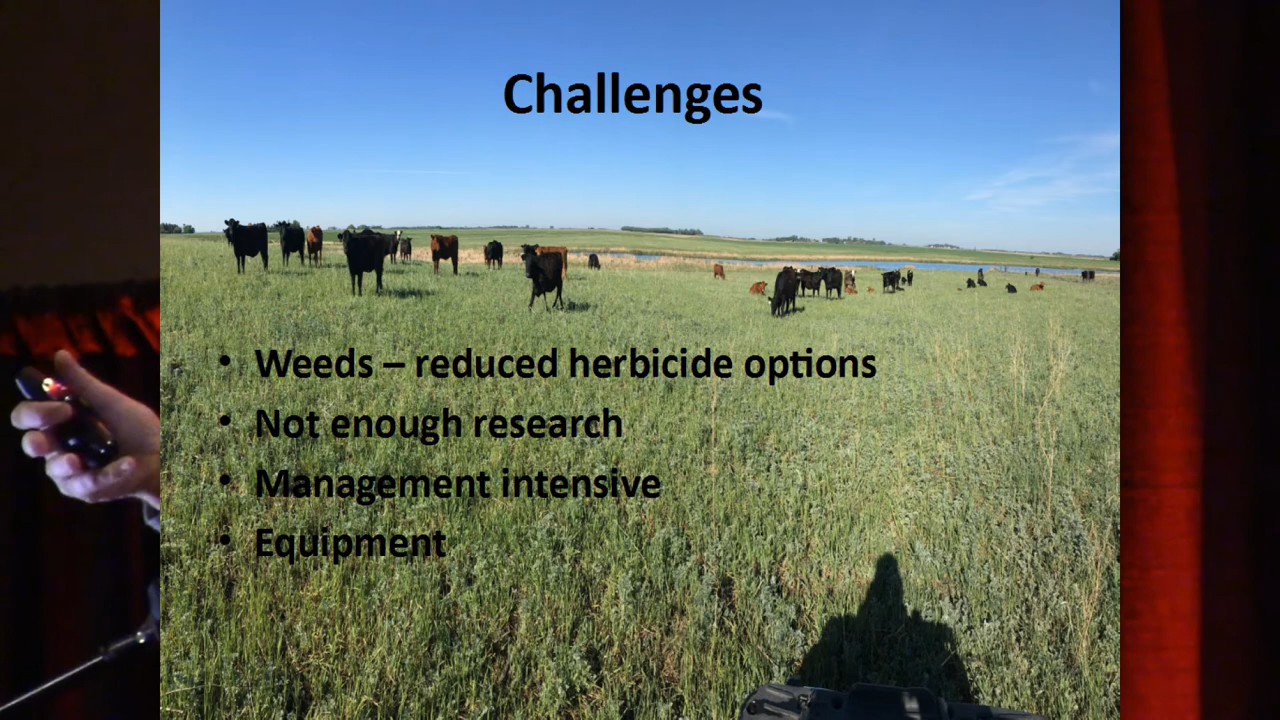 Challenges
• Weeds – reduced herbicide options
• Not enough research
• Management intensive
• Equipment